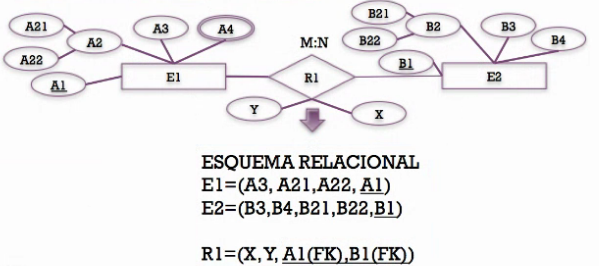 A21 A2 A3 A4 M:N B21 B2 B3 B4
A22 B22
A1 E1 R1 B1 E2
Y X
ESQUEMA RELACIONAL
E1=(A3, A21,A22, A1)
E2=(B3,B4,B21,B22,B1)
R1=(X,Y, A1(FK),B1(FK))